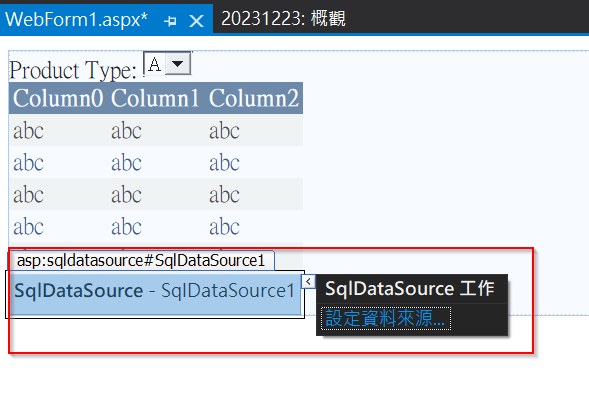 WebForm1.aspx* 20231223: 概觀
Product Type: A
Column0 Column1 Column2
abc abc abc
abc abc abc
abc abc abc
abc abc abc
asp:sqldatasource#SqlDataSource1
SqlDataSource - SqlDataSource1
SqlDataSource 工作
設定資料來源...